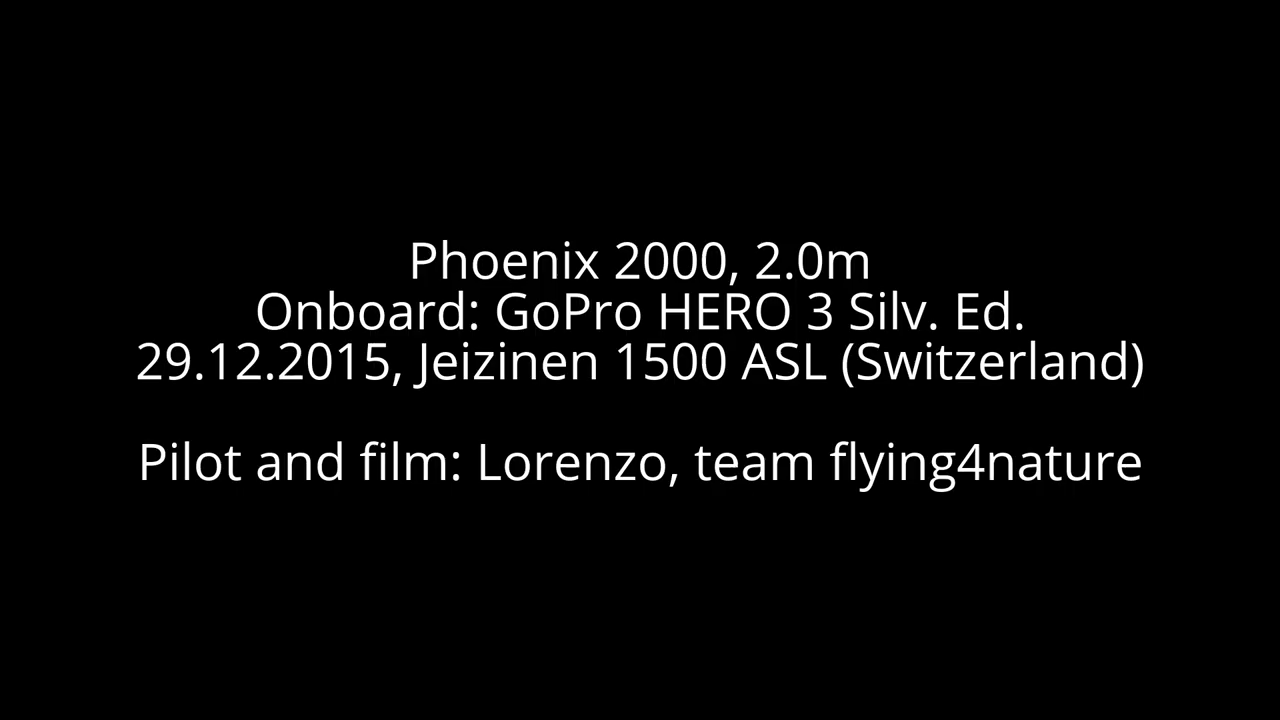 Phoenix 2000, 2.0m
Onboard: GoPro HERO 3 Silv. Ed.
29.12.2015, Jeizinen 1500 ASL (Switzerland)
Pilot and film: Lorenzo, team flying4nature